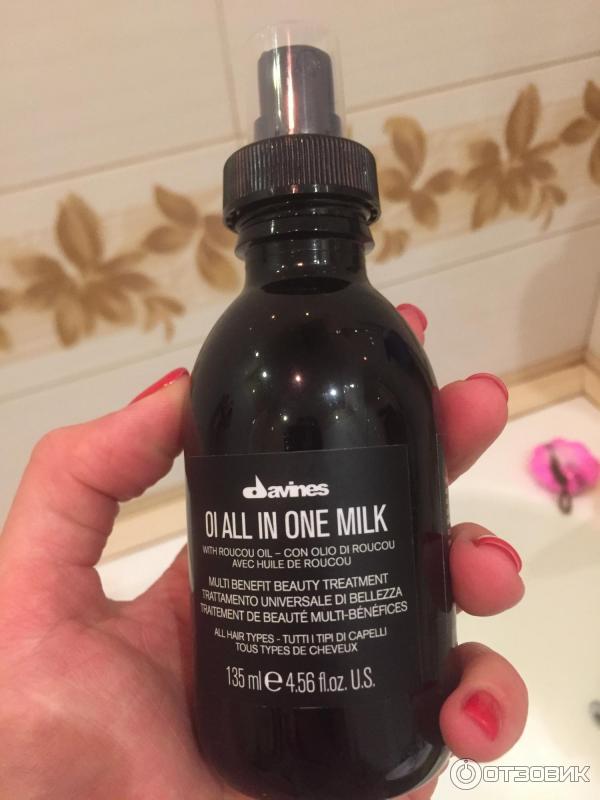 davines
OI ALL IN ONE MILK
WITH ROUCOU OIL – CON OLIO DI ROUCOU
AVEC HUILE DE ROUCOU
MULTI BENEFIT BEAUTY TREATMENT
TRATTAMENTO UNIVERSALE DI BELLEZZA
TRAITEMENT DE BEAUTÉ MULTI-BÉNÉFICES
ALL HAIR TYPES - TUTTI I TIPI DI CAPELLI
TOUS TYPES DE CHEVEUX
135 ml e 4.56 fl.oz. U.S.
ОТЗОВИК